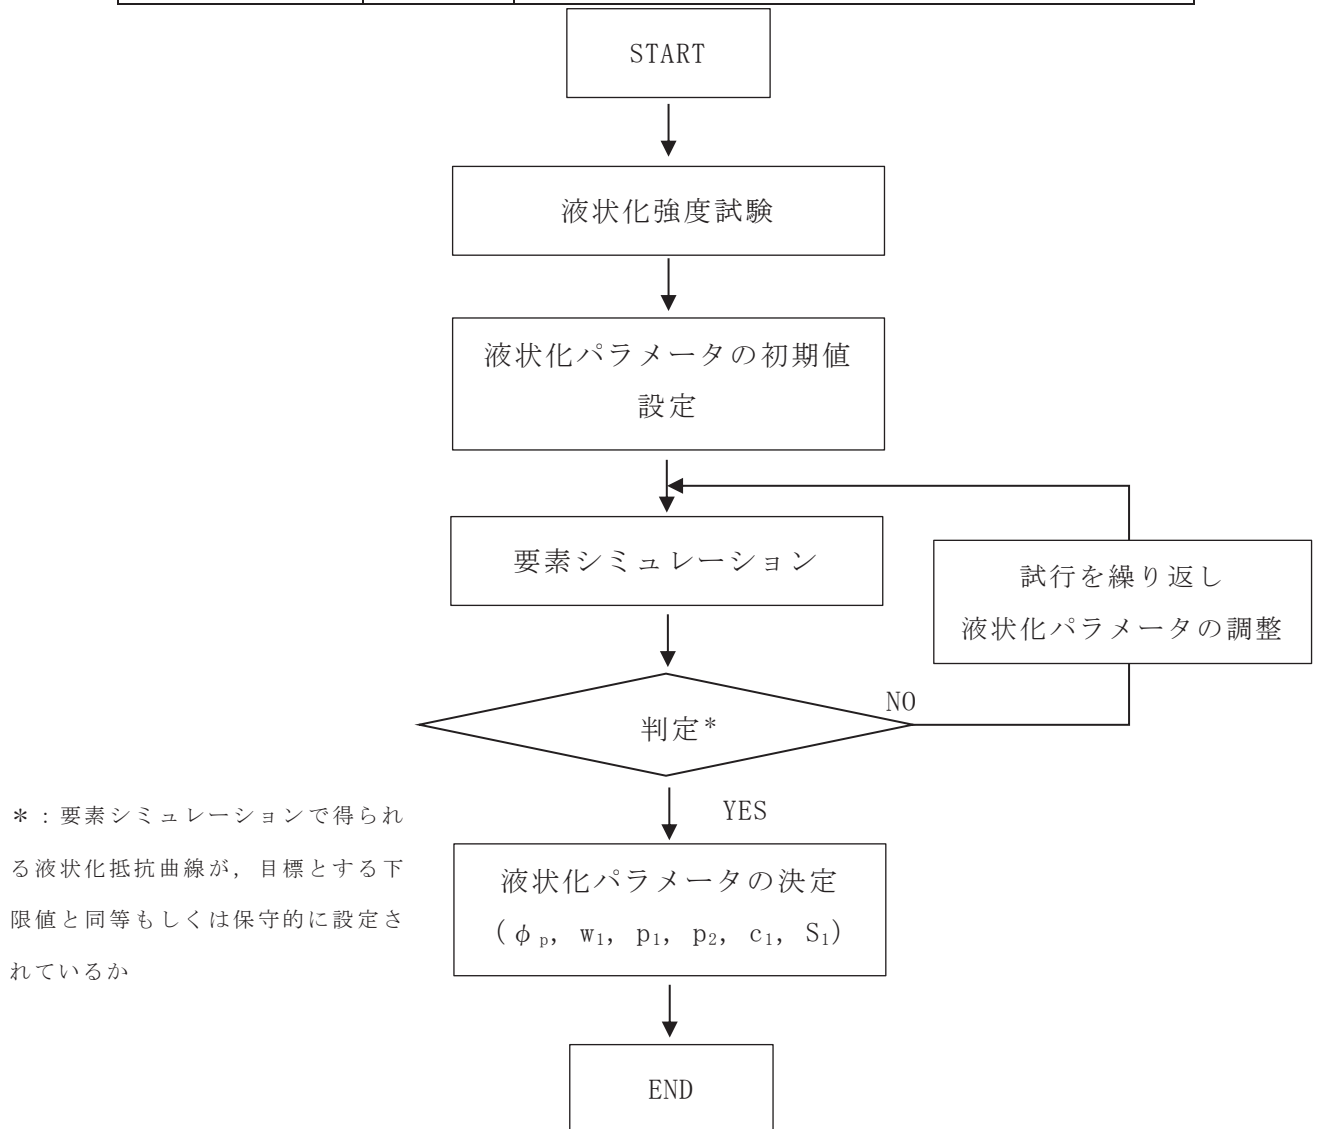 START
液状化強度試験
液状化パラメータの初期値
設定
要素シミュレーション
試行を繰り返し
液状化パラメータの調整
NO
判定*
YES
*:要素シミュレーションで得られ
る液状化抵抗曲線が,目標とする下
限値と同等もしくは保守的に設定さ
れているか
液状化パラメータの決定
(φp, w1, p1, p2, c1, S1)
END